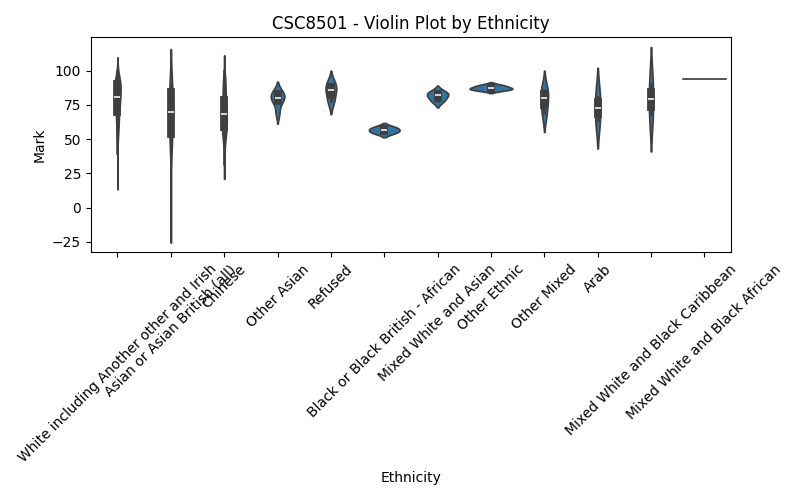 CSC8501 - Violin Plot by Ethnicity
Mark
100
75
50
25
0
−25
White including Another other and Irish
Asian or Asian British (all)
Chinese
Other Asian
Refused
Black or Black British - African
Mixed White and Asian
Other Ethnic
Other Mixed
Arab
Mixed White and Black Caribbean
Mixed White and Black African
Ethnicity